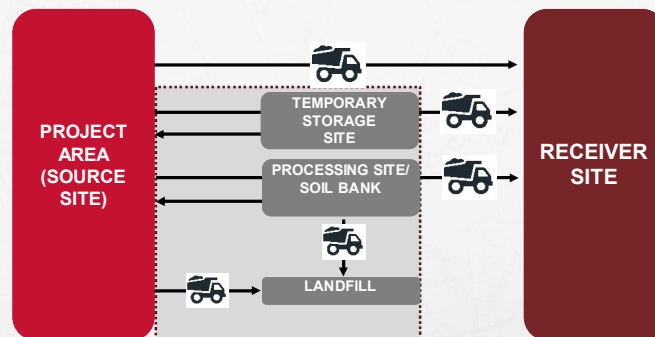 PROJECT
AREA
(SOURCE
SITE)
TEMPORARY
STORAGE
SITE
PROCESSING SITE/
SOIL BANK
LANDFILL
RECEIVER
SITE